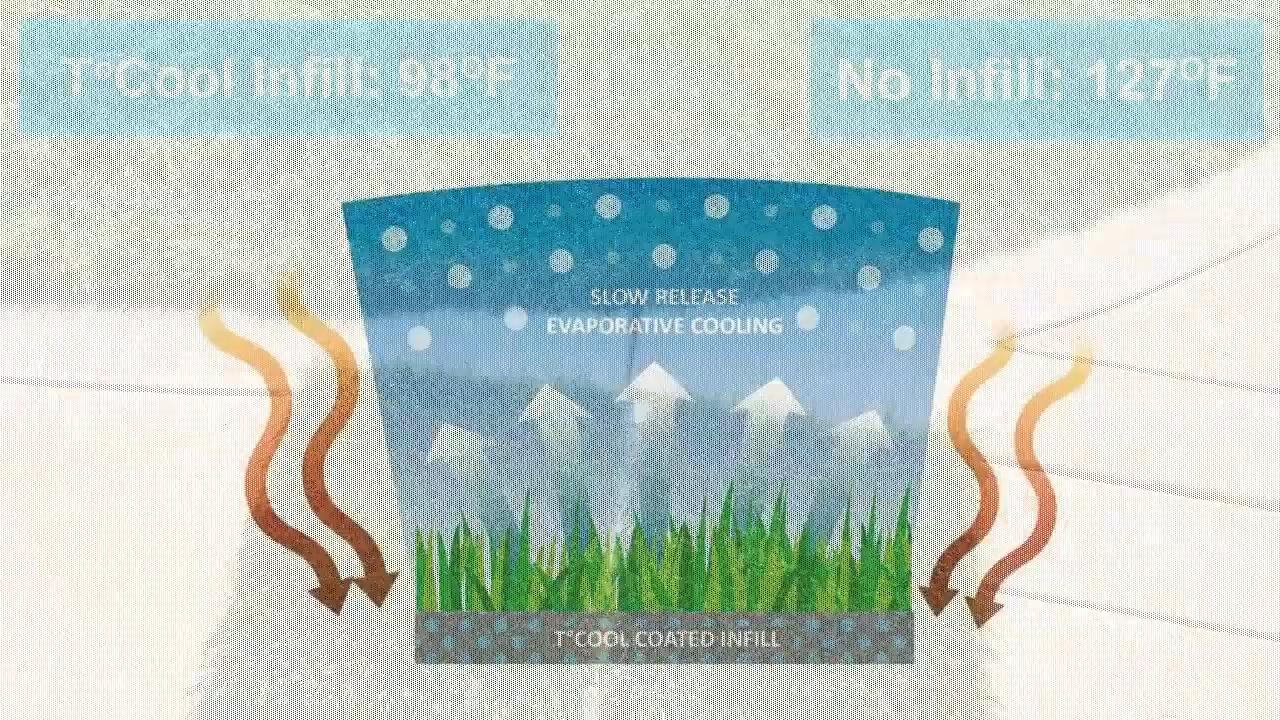 T°Cool Infill: 98°F
No Infill: 127°F
SLOW RELEASE
EVAPORATIVE COOLING
T°COOL COATED INFILL